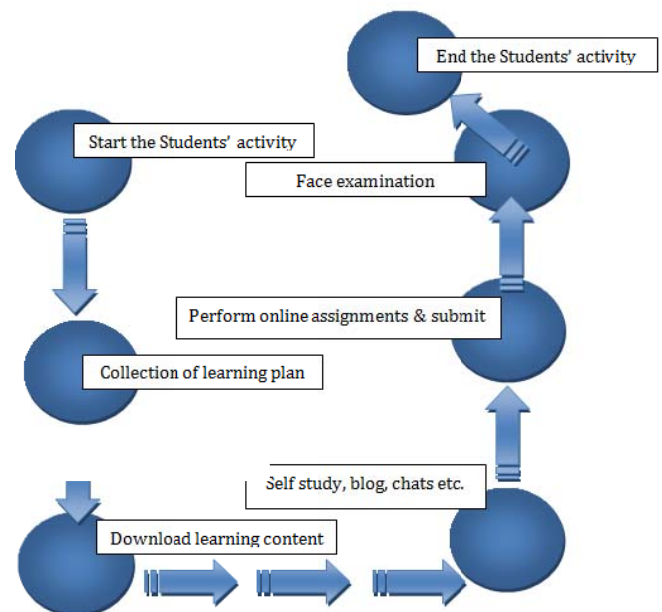 End the Students' activity
Start the Students' activity
Face examination
Perform online assignments & submit
Collection of learning plan
Self study, blog, chats etc.
Download learning content